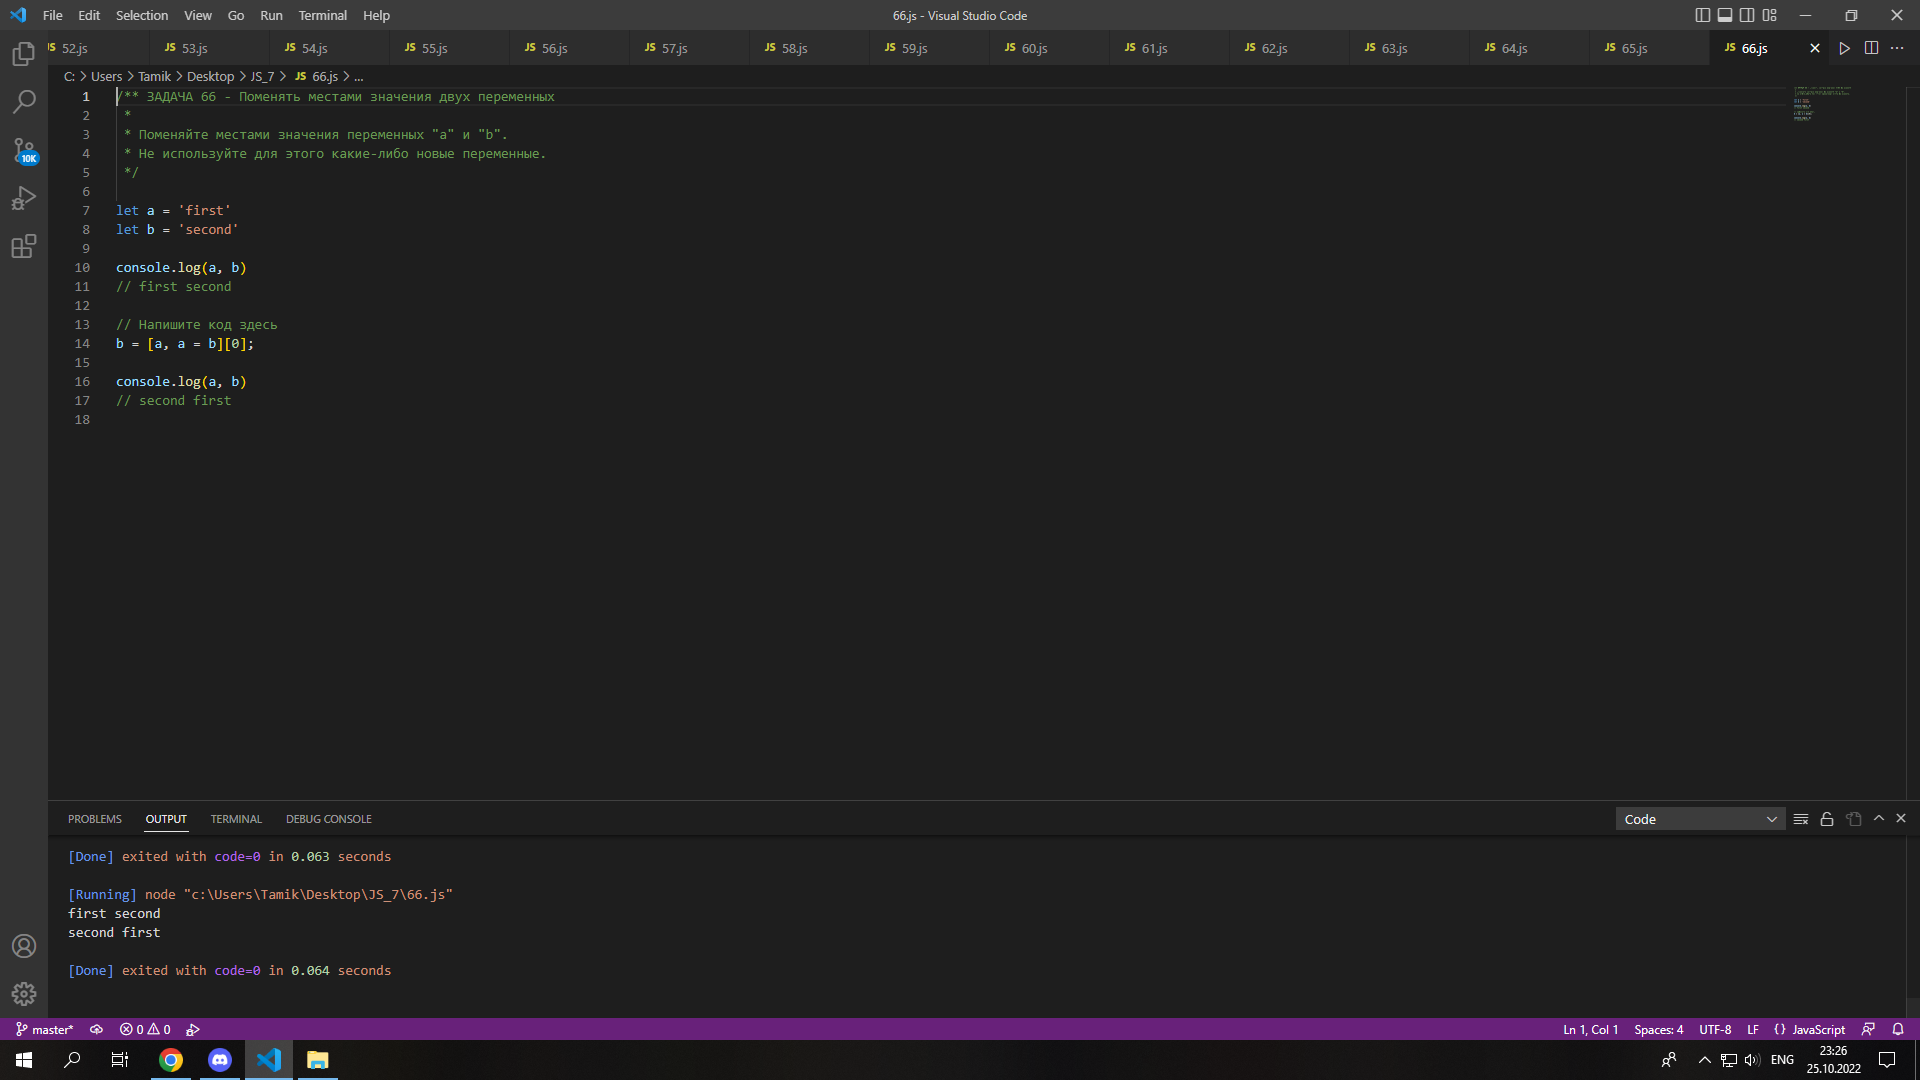 File Edit Selection View Go Run Terminal Help
66.js - Visual Studio Code
JS 52.js JS 53.js JS 54.js JS 55.js JS 56.js JS 57.js JS 58.js JS 59.js JS 60.js JS 61.js JS 62.js JS 63.js JS 64.js JS 65.js JS 66.js
C: > Users > Tamik > Desktop > JS_7 > JS 66.js > ...
10K
1 /** ЗАДАЧА 66 - Поменять местами значения двух переменных
2 *
3 * Поменяйте местами значения переменных "a" и "b".
4 * Не используйте для этого какие-либо новые переменные.
5 */
6
7 let a = 'first'
8 let b = 'second'
9
10 console.log(a, b)
11 // first second
12
13 // Напишите код здесь
14 b = [a, a = b][0];
15
16 console.log(a, b)
17 // second first
18
PROBLEMS OUTPUT TERMINAL DEBUG CONSOLE
Code
[Done] exited with code=0 in 0.063 seconds
[Running] node "c:\Users\Tamik\Desktop\JS_7\66.js"
first second
second first
[Done] exited with code=0 in 0.064 seconds
master* 0 0
Ln 1, Col 1 Spaces: 4 UTF-8 LF {} JavaScript
ENG
23:26
25.10.2022